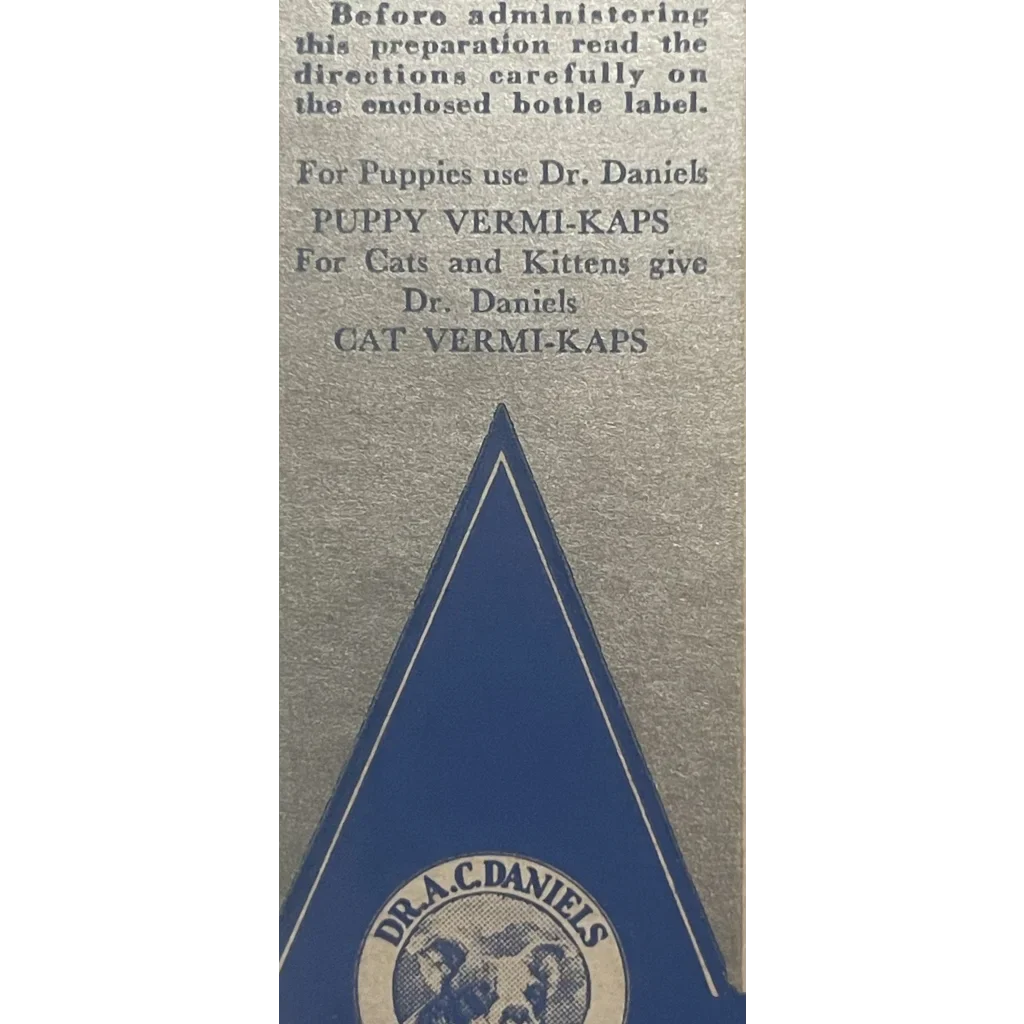 Before administering
this preparation read the
directions carefully on
the enclosed bottle label.
For Puppies use Dr. Daniels
PUPPY VERMI-KAPS
For Cats and Kittens give
Dr. Daniels
CAT VERMI-KAPS
DR. A.C. DANIELS